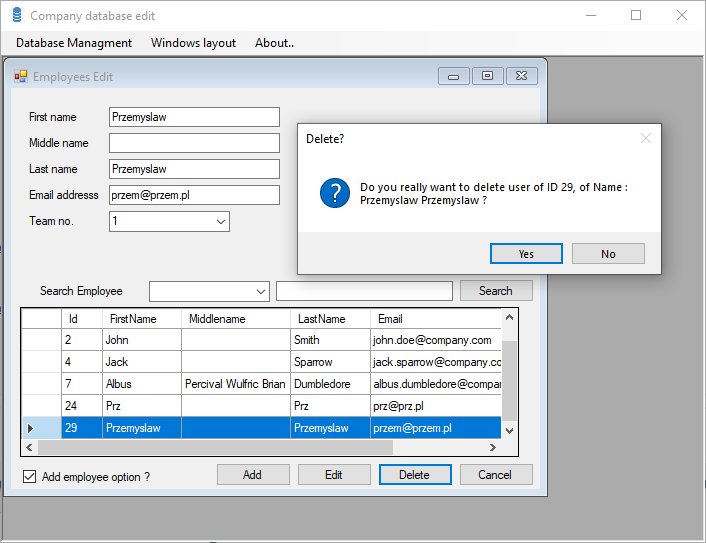 Company database edit
Database Managment Windows layout About..
Employees Edit
First name Przemyslaw
Middle name
Last name Przemyslaw
Email addresss przem@przem.pl
Team no. 1
Delete?
Do you really want to delete user of ID 29, of Name :
Przemyslaw Przemyslaw ?
Yes No
Search Employee Search
Id FirstName Middlename LastName Email
2 John Smith john.doe@company.com
4 Jack Sparrow jack.sparrow@company.co
7 Albus Percival Wulfric Brian Dumbledore albus.dumbledore@compa
24 Prz Prz prz@prz.pl
29 Przemyslaw Przemyslaw przem@przem.pl
Add employee option ? Add Edit Delete Cancel